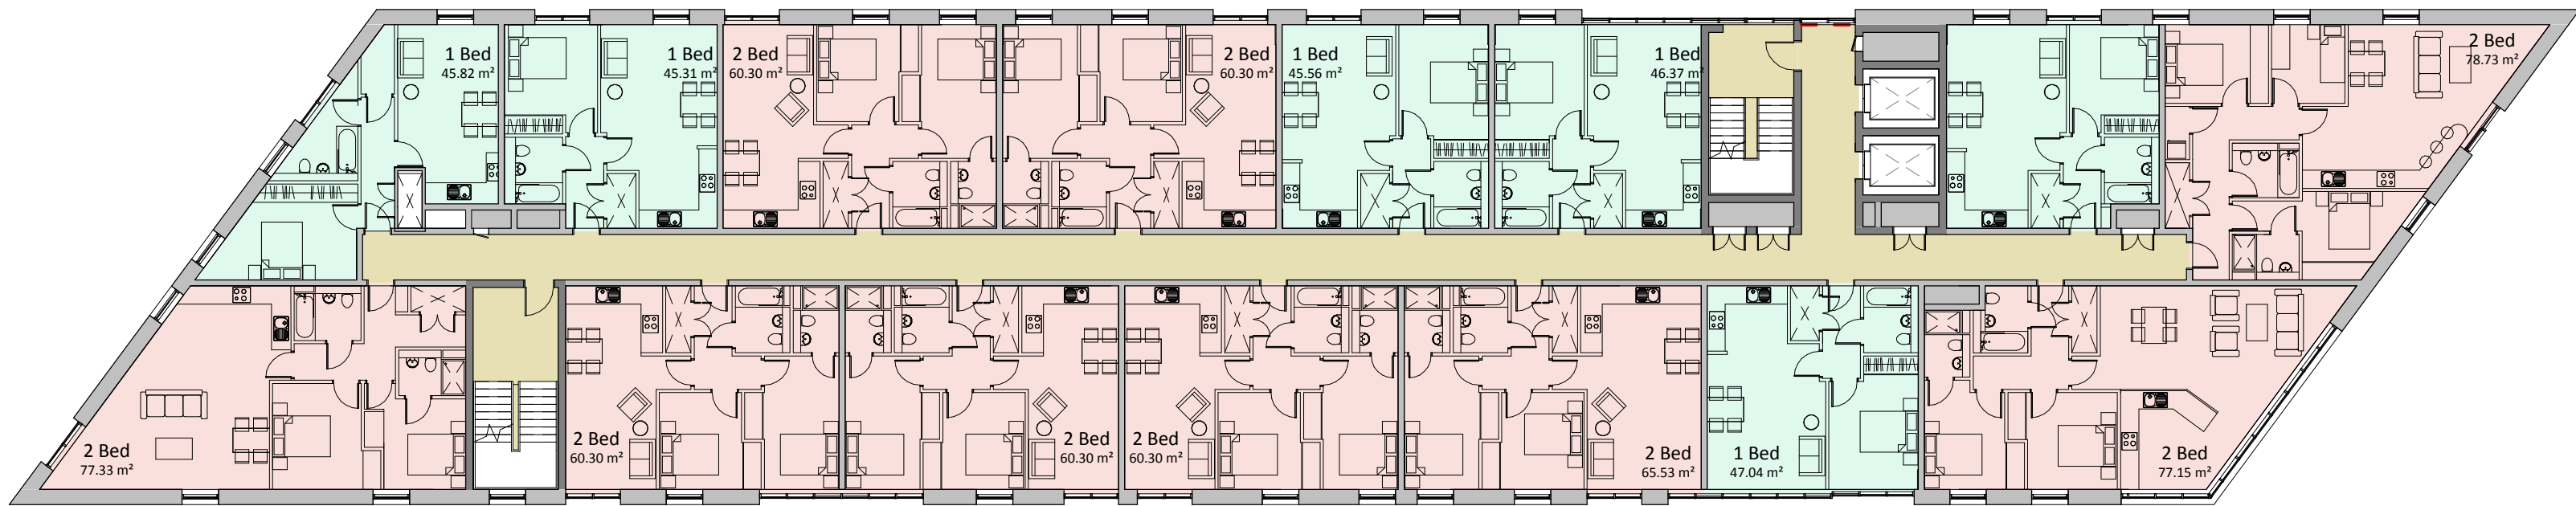 1 Bed
45.82 m²
1 Bed
45.31 m²
2 Bed
60.30 m²
2 Bed
60.30 m²
1 Bed
45.56 m²
1 Bed
46.37 m²
2 Bed
78.73 m²
2 Bed
77.33 m²
2 Bed
60.30 m²
2 Bed
60.30 m²
2 Bed
60.30 m²
2 Bed
65.53 m²
1 Bed
47.04 m²
2 Bed
77.15 m²